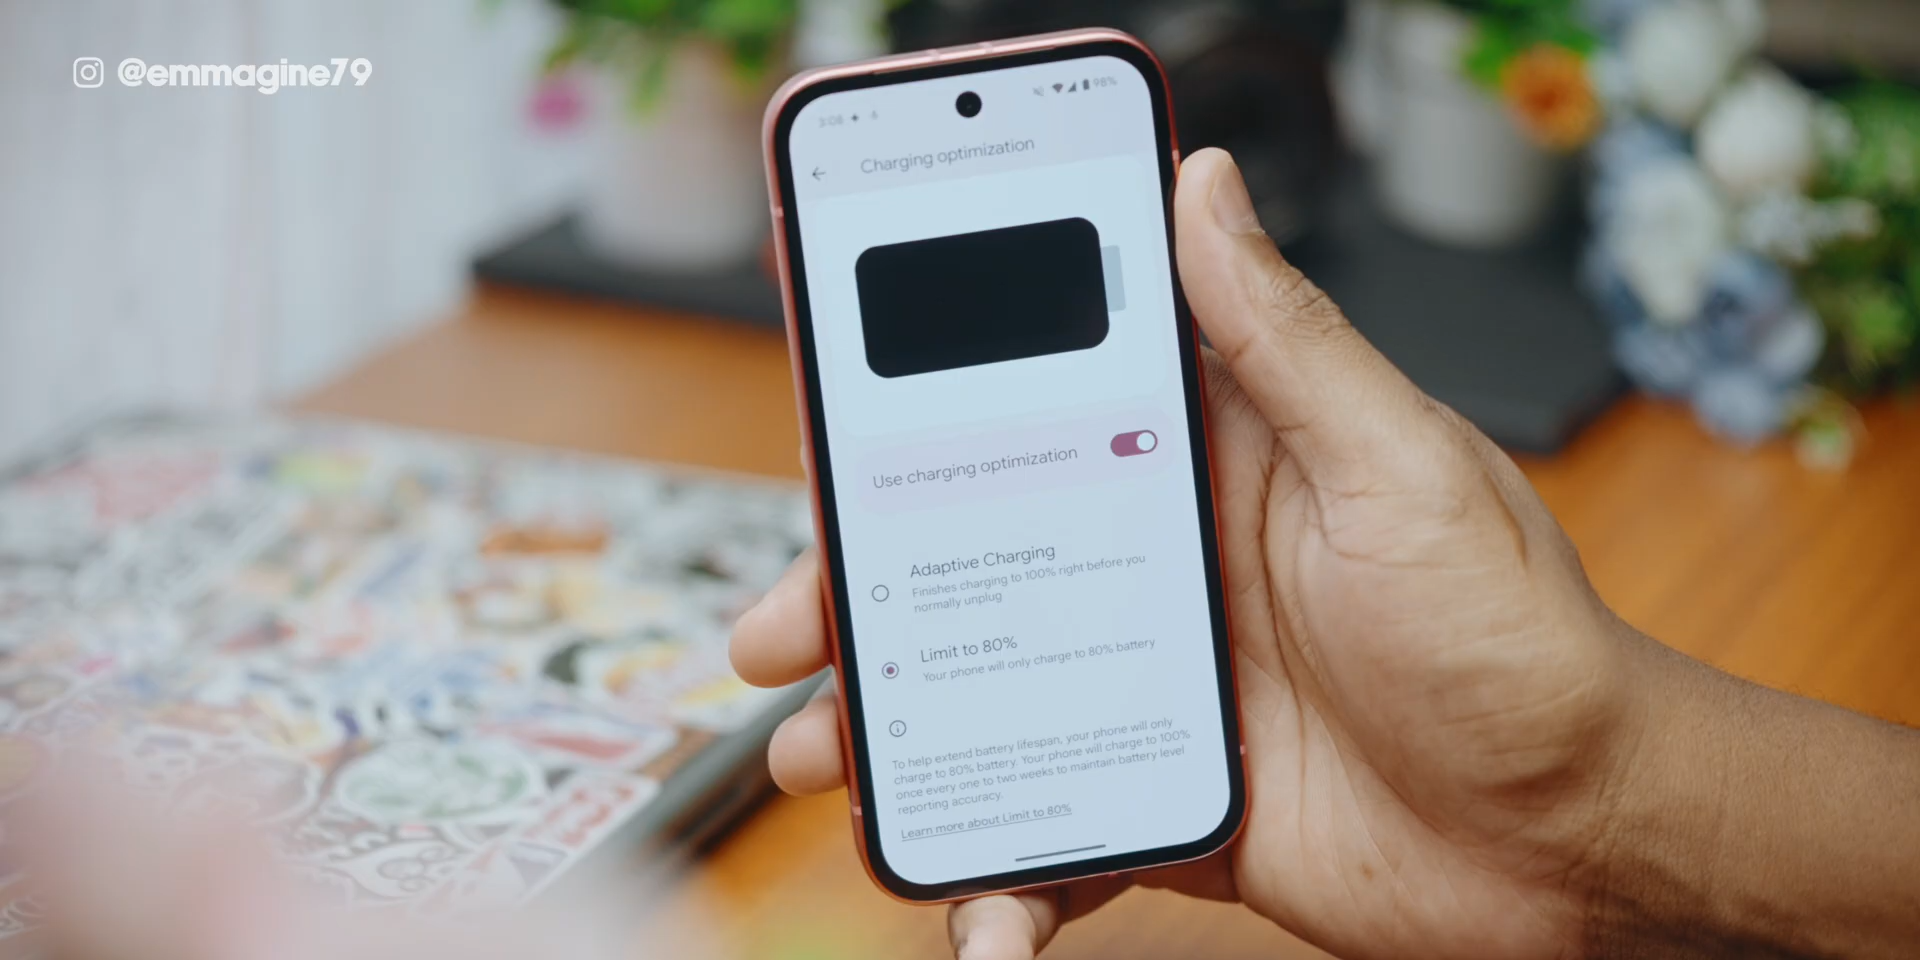 @emmagine79
3:08
98%
Charging optimization
Use charging optimization
Adaptive Charging
Finishes charging to 100% right before you
normally unplug
Limit to 80%
Your phone will only charge to 80% battery
To help extend battery lifespan, your phone will only
charge to 80% battery. Your phone will charge to 100%
once every one to two weeks to maintain battery level
reporting accuracy.
Learn more about Limit to 80%